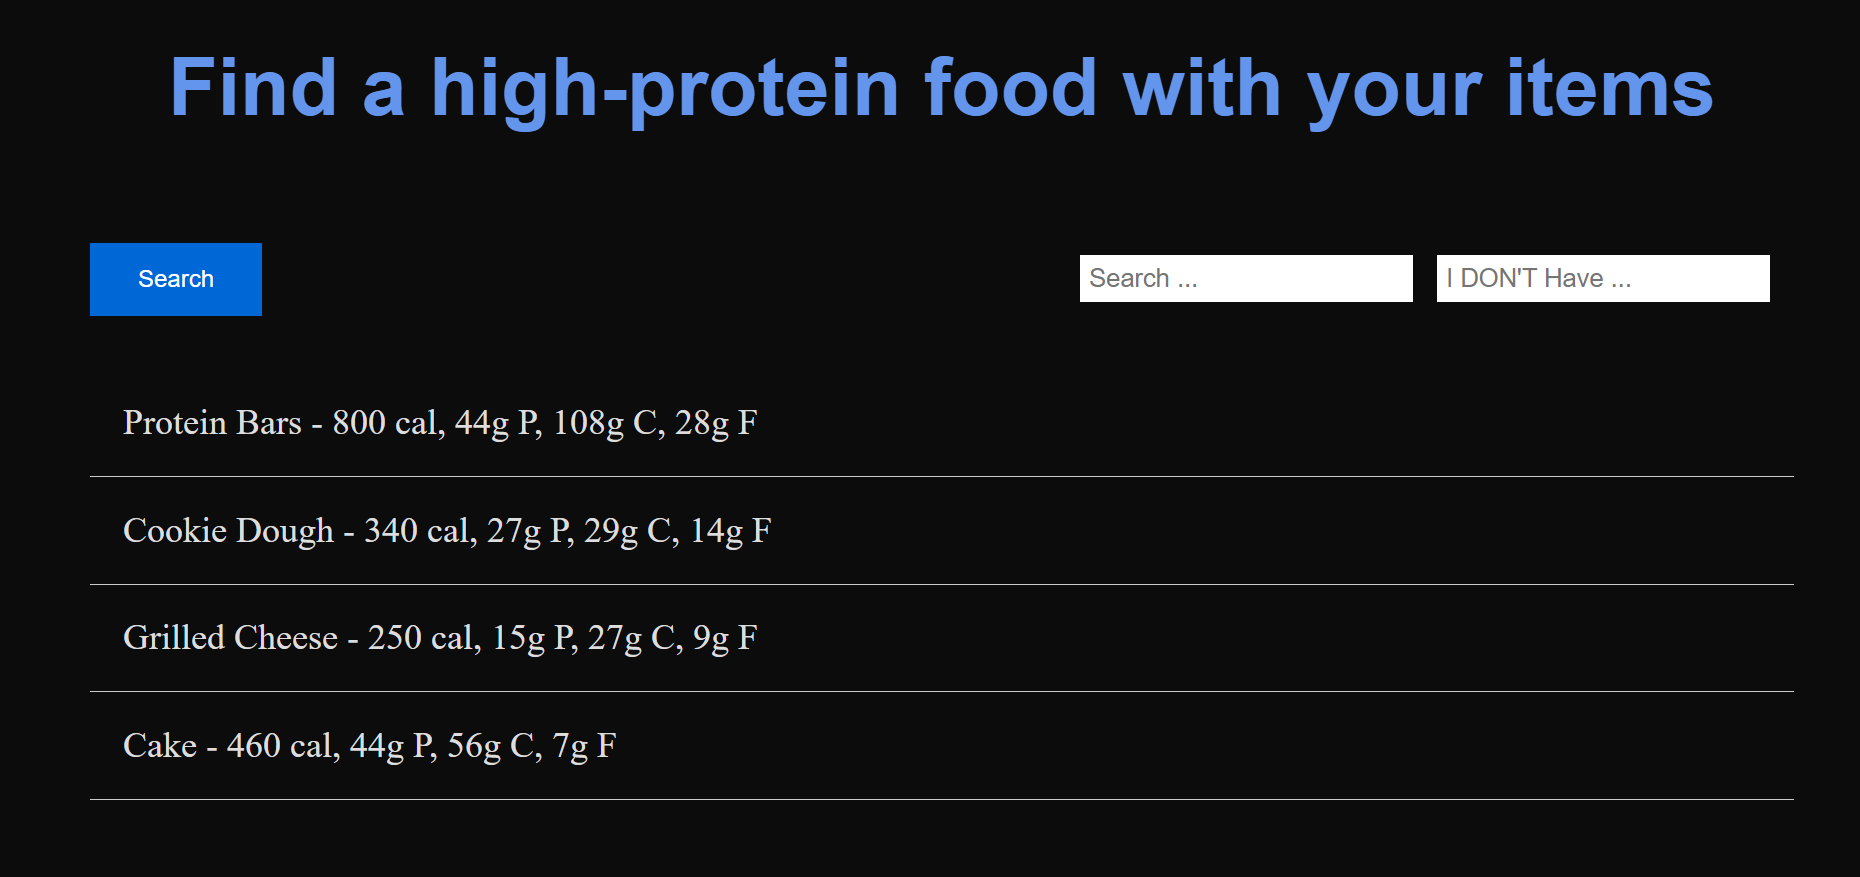 Find a high-protein food with your items
Search
Search ...
I DON'T Have ...
Protein Bars - 800 cal, 44g P, 108g C, 28g F
Cookie Dough - 340 cal, 27g P, 29g C, 14g F
Grilled Cheese - 250 cal, 15g P, 27g C, 9g F
Cake - 460 cal, 44g P, 56g C, 7g F